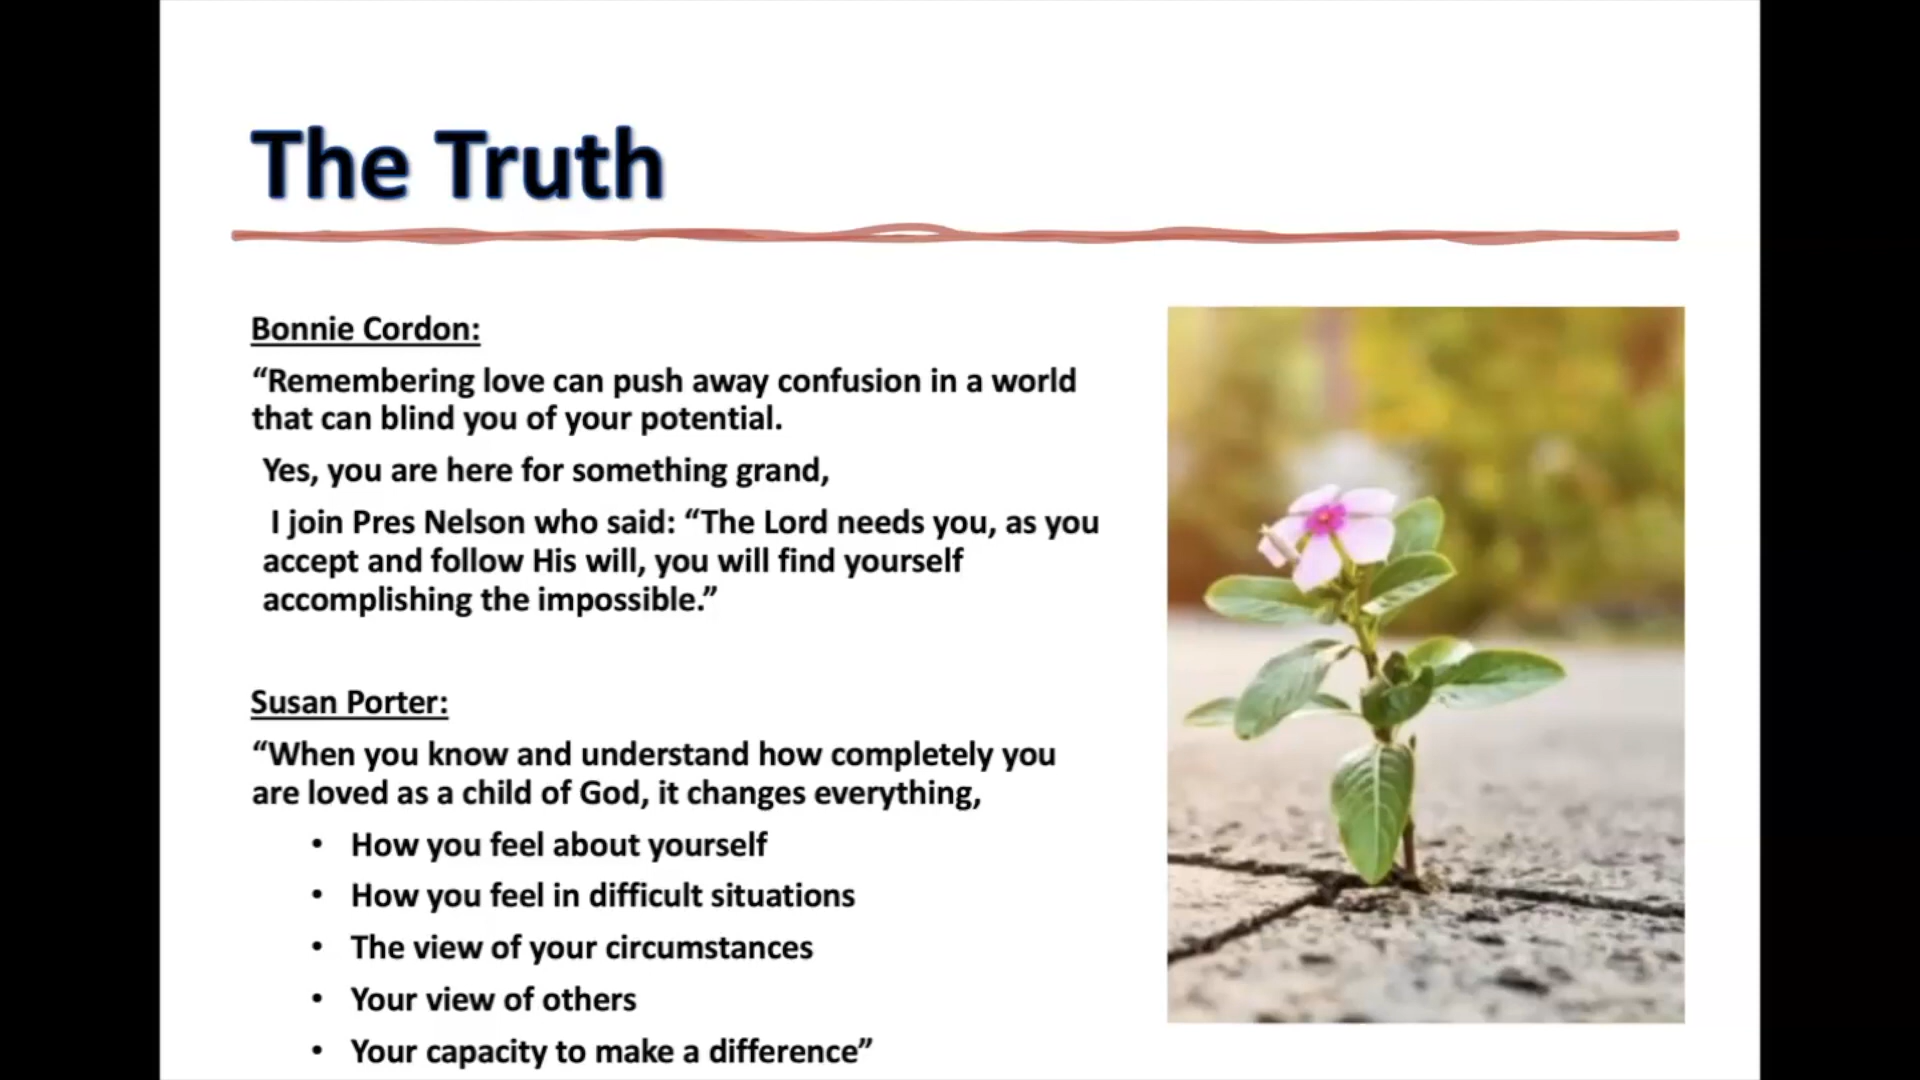 The Truth
Bonnie Cordon:
“Remembering love can push away confusion in a world
that can blind you of your potential.
Yes, you are here for something grand,
I join Pres Nelson who said: “The Lord needs you, as you
accept and follow His will, you will find yourself
accomplishing the impossible.”
Susan Porter:
“When you know and understand how completely you
are loved as a child of God, it changes everything,
• How you feel about yourself
• How you feel in difficult situations
• The view of your circumstances
• Your view of others
• Your capacity to make a difference”